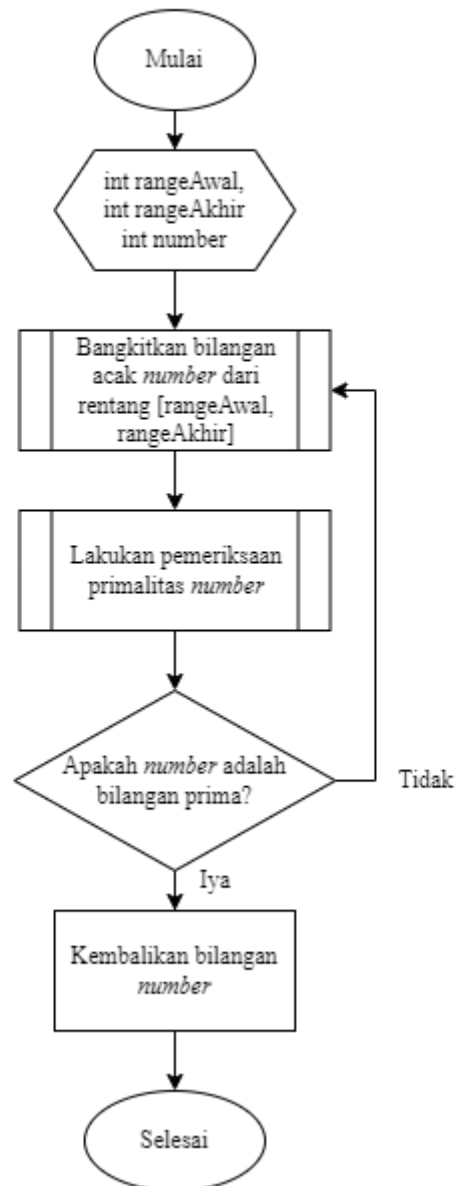 Mulai
int rangeAwal,
int rangeAkhir
int number
Bangkitkan bilangan
acak number dari
rentang [rangeAwal,
rangeAkhir]
Lakukan pemeriksaan
primalitas number
Apakah number adalah
bilangan prima?
Tidak
Iya
Kembalikan bilangan
number
Selesai